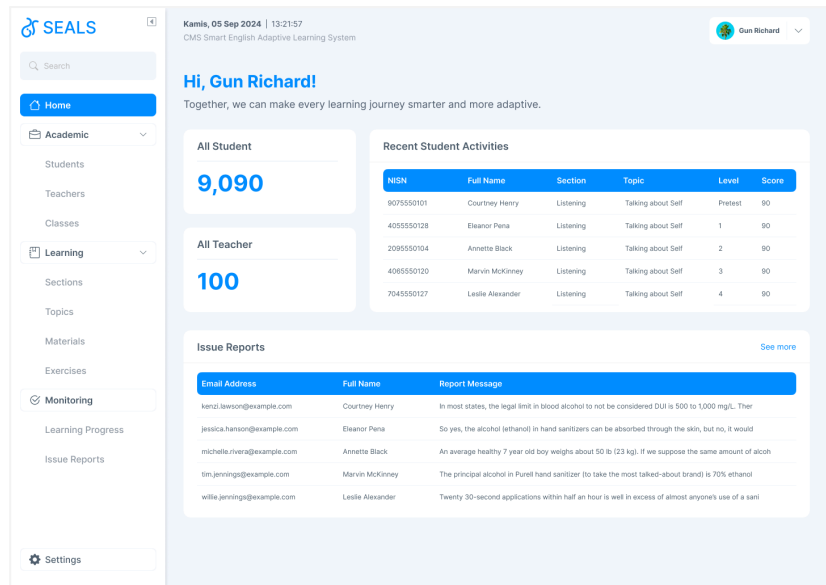 SEALS
Search
Home
Academic
Students
Teachers
Classes
Learning
Sections
Topics
Materials
Exercises
Monitoring
Learning Progress
Issue Reports
Settings
Kamis, 05 Sep 2024 | 13:21:57
CMS Smart English Adaptive Learning System
Gun Richard
Hi, Gun Richard!
Together, we can make every learning journey smarter and more adaptive.
All Student
9,090
All Teacher
100
Recent Student Activities
NISN Full Name Section Topic Level Score
9075550101 Courtney Henry Listening Talking about Self Pretest 90
4055550128 Eleanor Pena Listening Talking about Self 1 90
2095550104 Annette Black Listening Talking about Self 2 90
4065550120 Marvin McKinney Listening Talking about Self 3 90
7045550127 Leslie Alexander Listening Talking about Self 4 90
Issue Reports See more
Email Address Full Name Report Message
kenzi.lawson@example.com Courtney Henry In most states, the legal limit in blood alcohol to not be considered DUI is 500 to 1,000 mg/L. Ther
jessica.hanson@example.com Eleanor Pena So yes, the alcohol (ethanol) in hand sanitizers can be absorbed through the skin, but no, it would
michelle.rivera@example.com Annette Black An average healthy 7 year old boy weighs about 50 lb (23 kg). If we suppose the same amount of alcoh
tim.jennings@example.com Marvin McKinney The principal alcohol in Purell hand sanitizer (to take the most talked-about brand) is 70% ethanol
willie.jennings@example.com Leslie Alexander Twenty 30-second applications within half an hour is well in excess of almost anyone's use of a sani